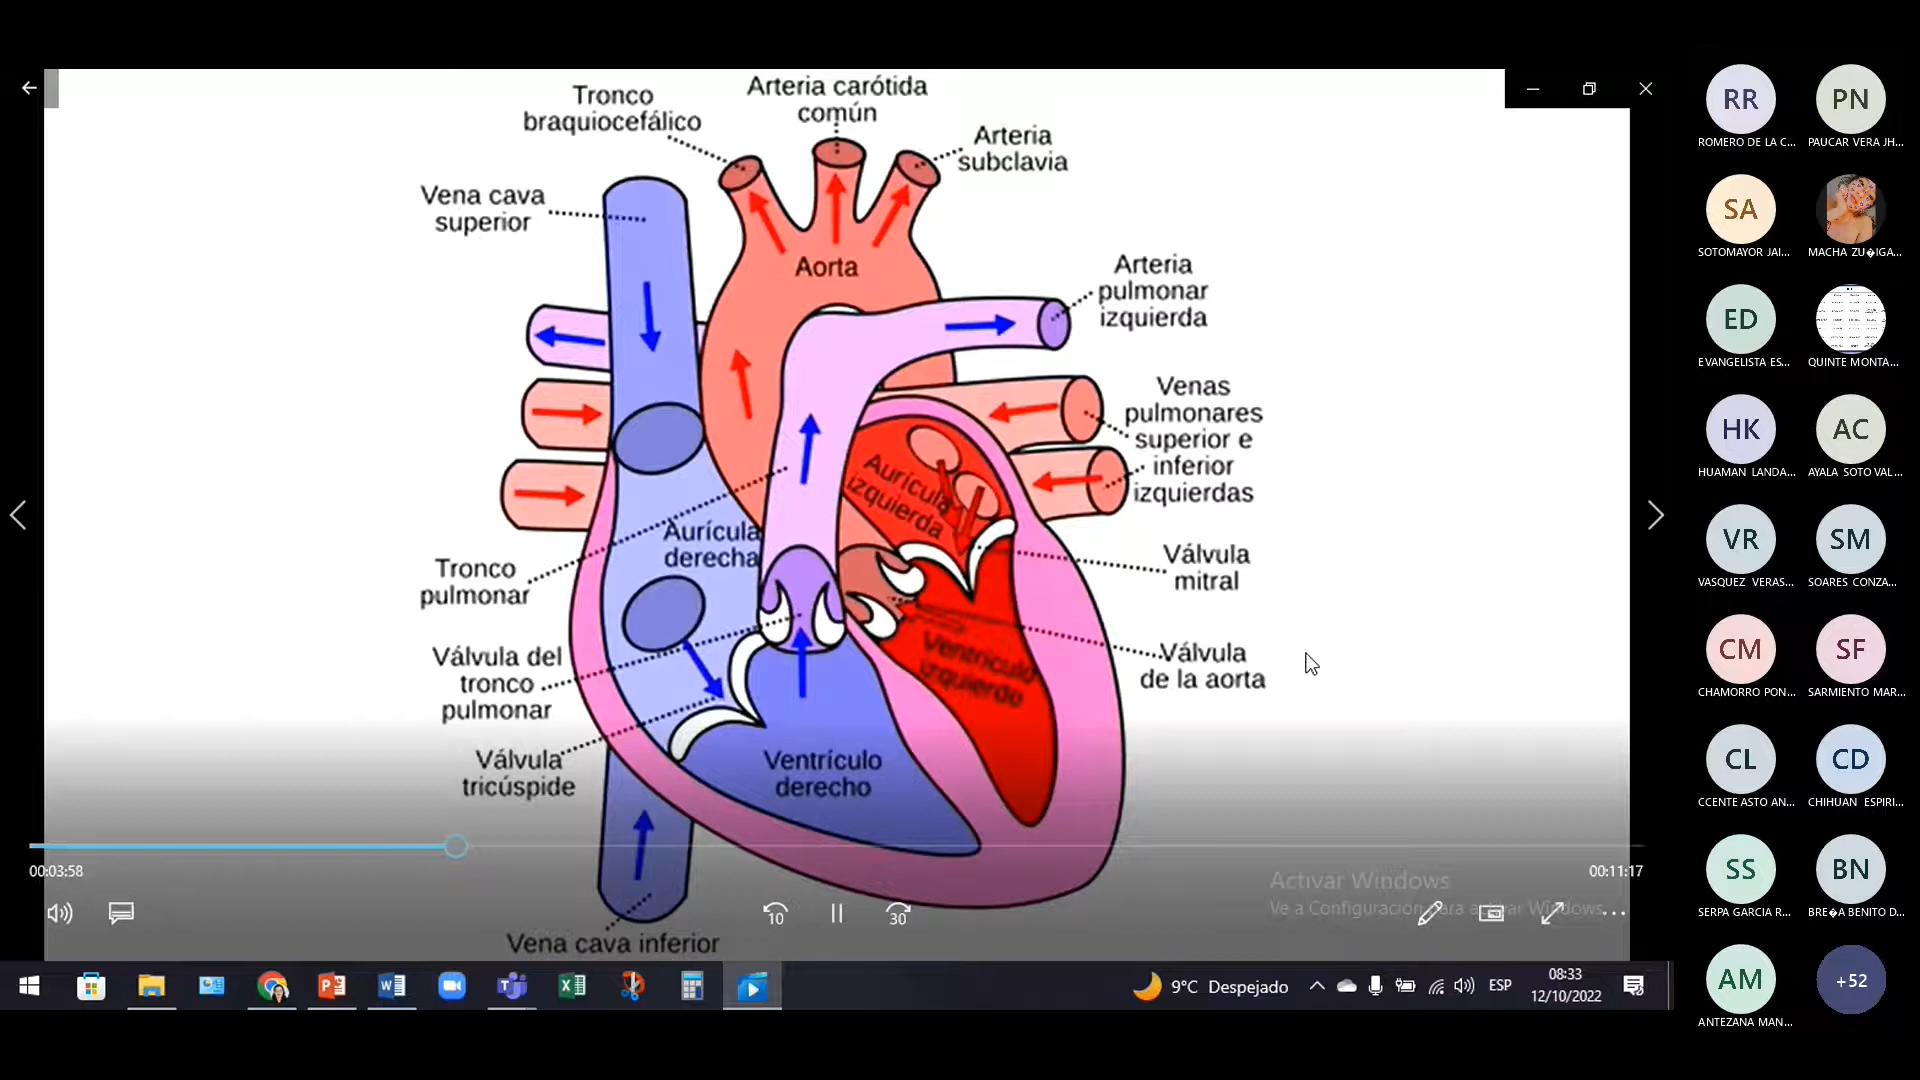 Tronco
braquiocefálico
Arteria carótida
común
Arteria
subclavia
Vena cava
superior
Aorta
Arteria
pulmonar
izquierda
Venas
pulmonares
superior e
inferior
izquierdas
Aurícula
izquierda
Aurícula
derecha
Tronco
pulmonar
Válvula
mitral
Válvula del
tronco
pulmonar
Ventrículo
izquierdo
Válvula
de la aorta
Válvula
tricúspide
Ventrículo
derecho
Vena cava inferior
00:03:58
00:11:17
10
30
Activar Windows
Ve a Configuración para activar Windows.
9°C Despejado
ESP
08:33
12/10/2022
RR
ROMERO DE LA C...
PN
PAUCAR VERA JH...
SA
SOTOMAYOR JAI...
MACHA ZU�IGA...
ED
EVANGELISTA ES...
QUINTE MONTA...
HK
HUAMAN LANDA...
AC
AYALA SOTO VAL...
VR
VASQUEZ VERAS...
SM
SOARES CONZA...
CM
CHAMORRO PON...
SF
SARMIENTO MAR...
CL
CCENTE ASTO AN...
CD
CHIHUAN ESPIRI...
SS
SERPA GARCIA R...
BN
BRE�A BENITO D...
AM
ANTEZANA MAN...
+52